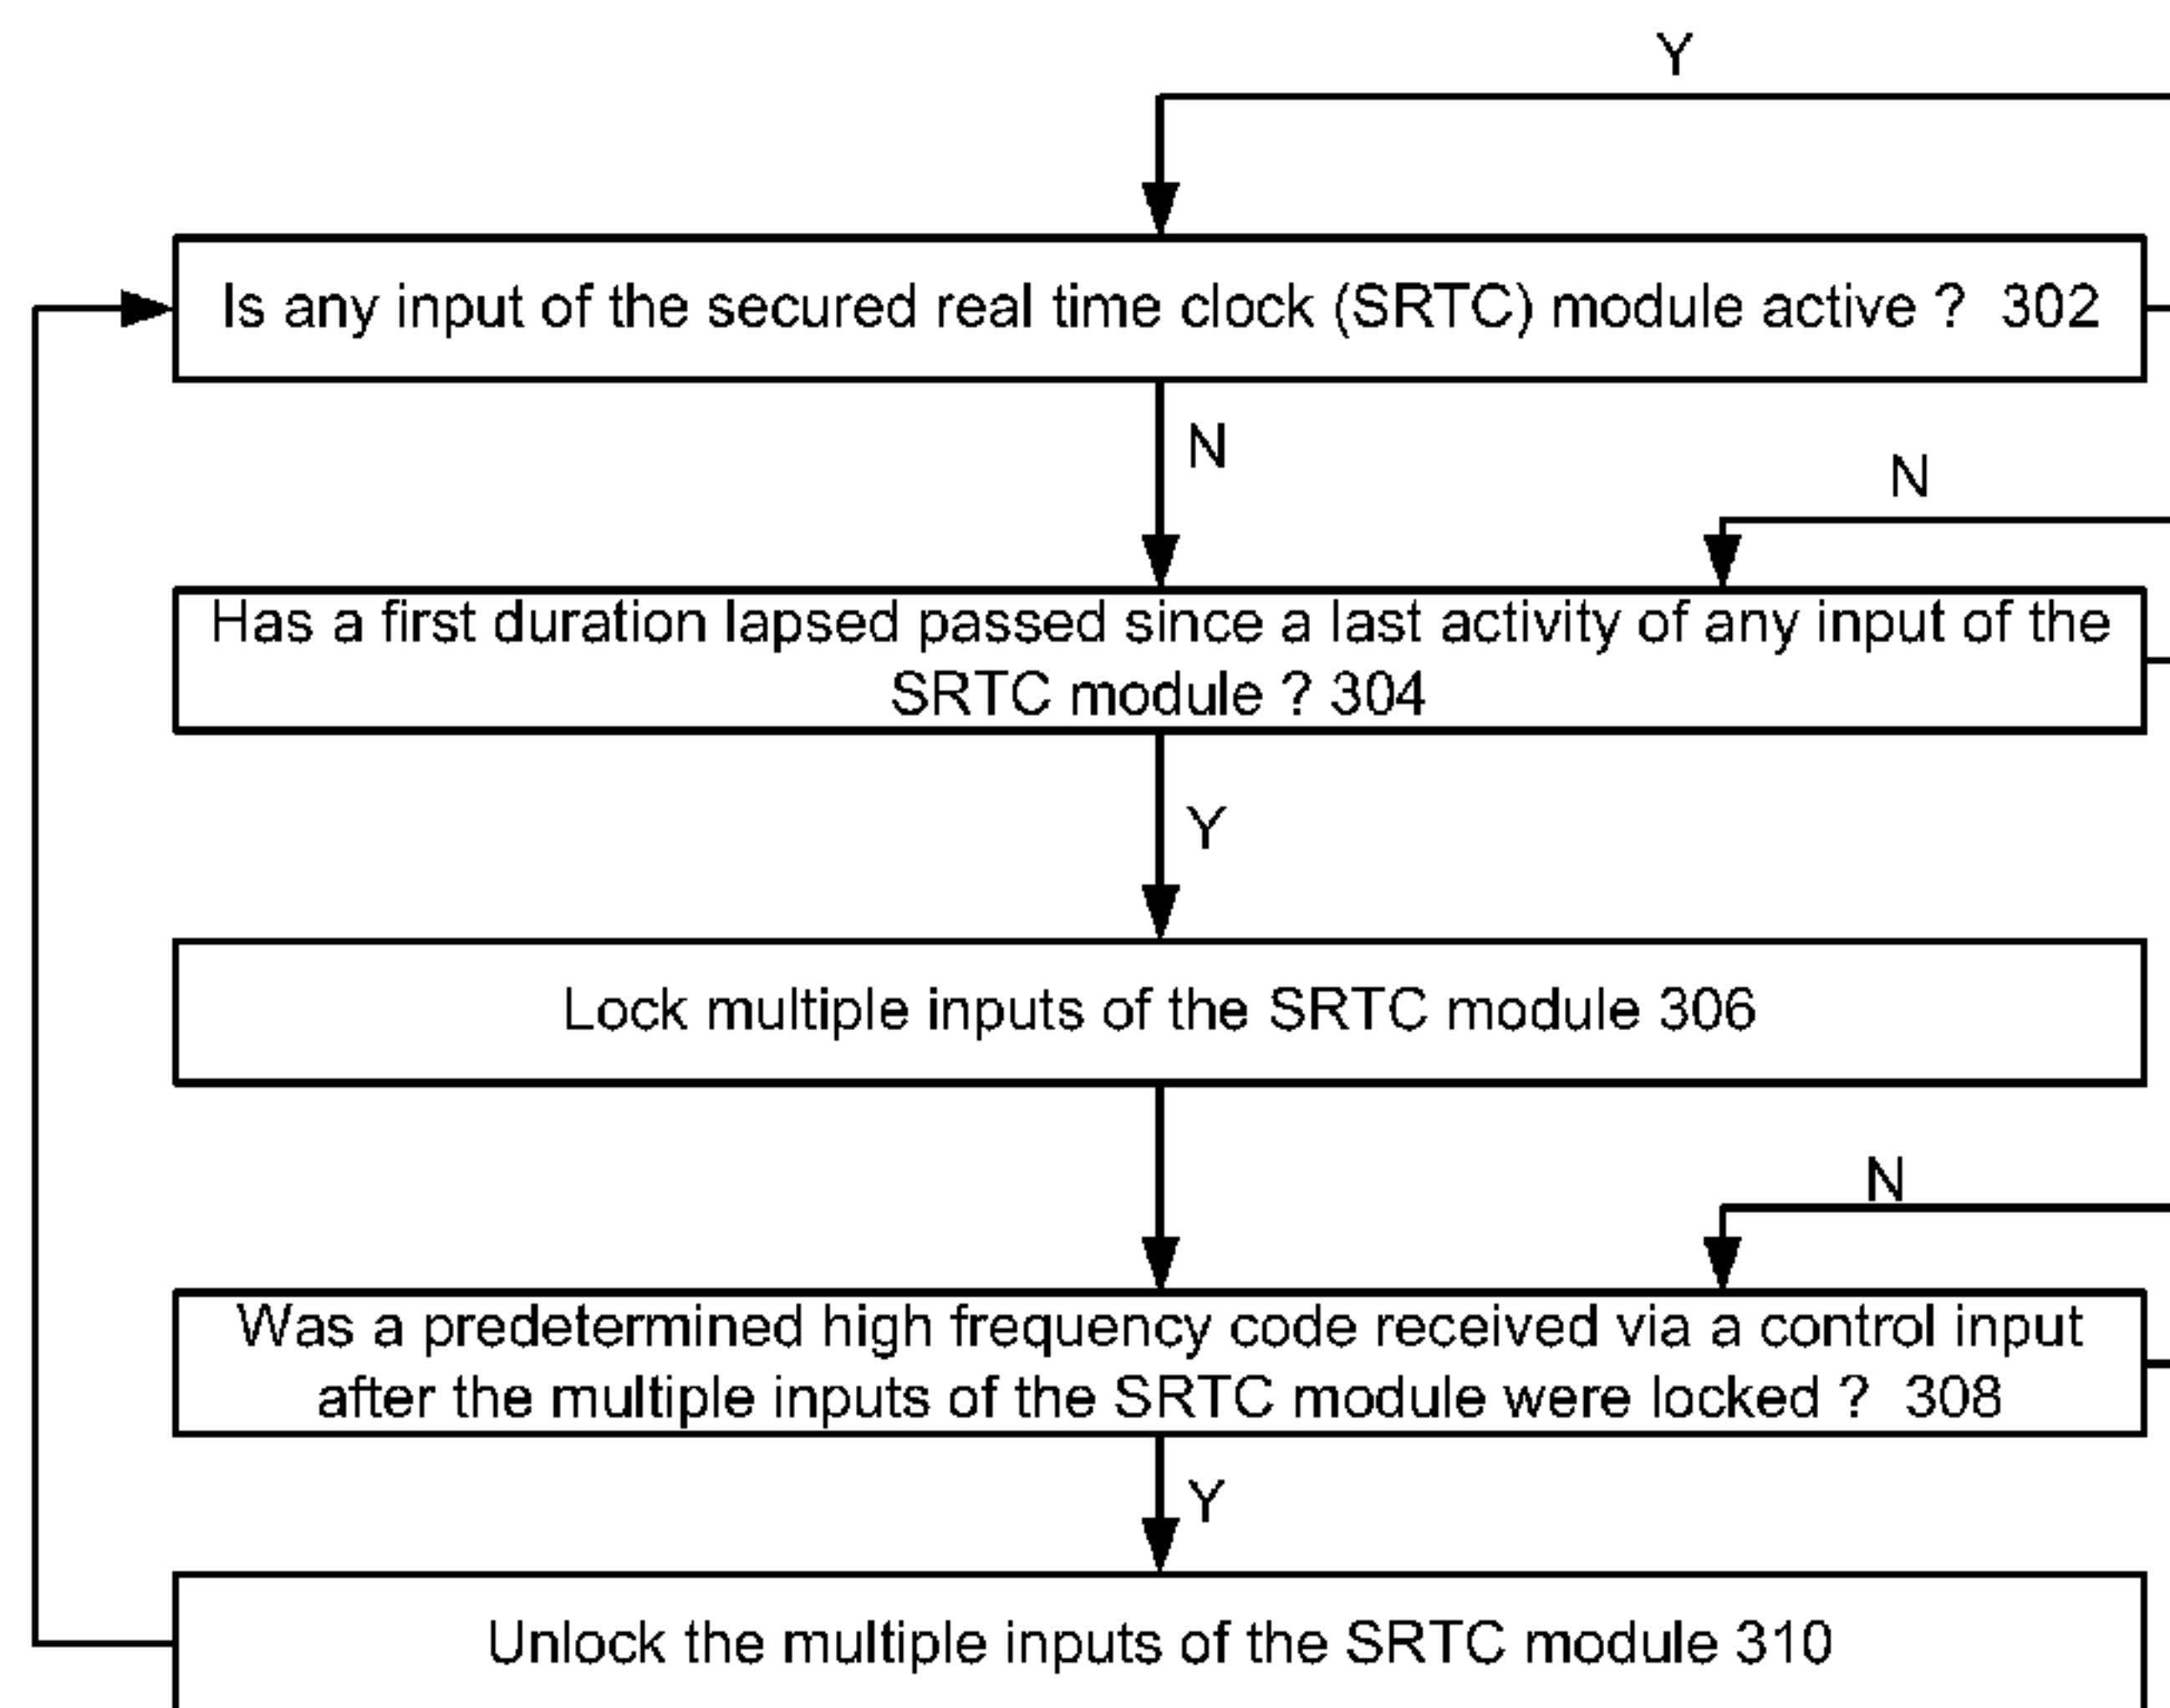 Y
Is any input of the secured real time clock (SRTC) module active ? 302
N
N
Has a first duration lapsed passed since a last activity of any input of the
SRTC module ? 304
Y
Lock multiple inputs of the SRTC module 306
N
Was a predetermined high frequency code received via a control input
after the multiple inputs of the SRTC module were locked ? 308
Y
Unlock the multiple inputs of the SRTC module 310